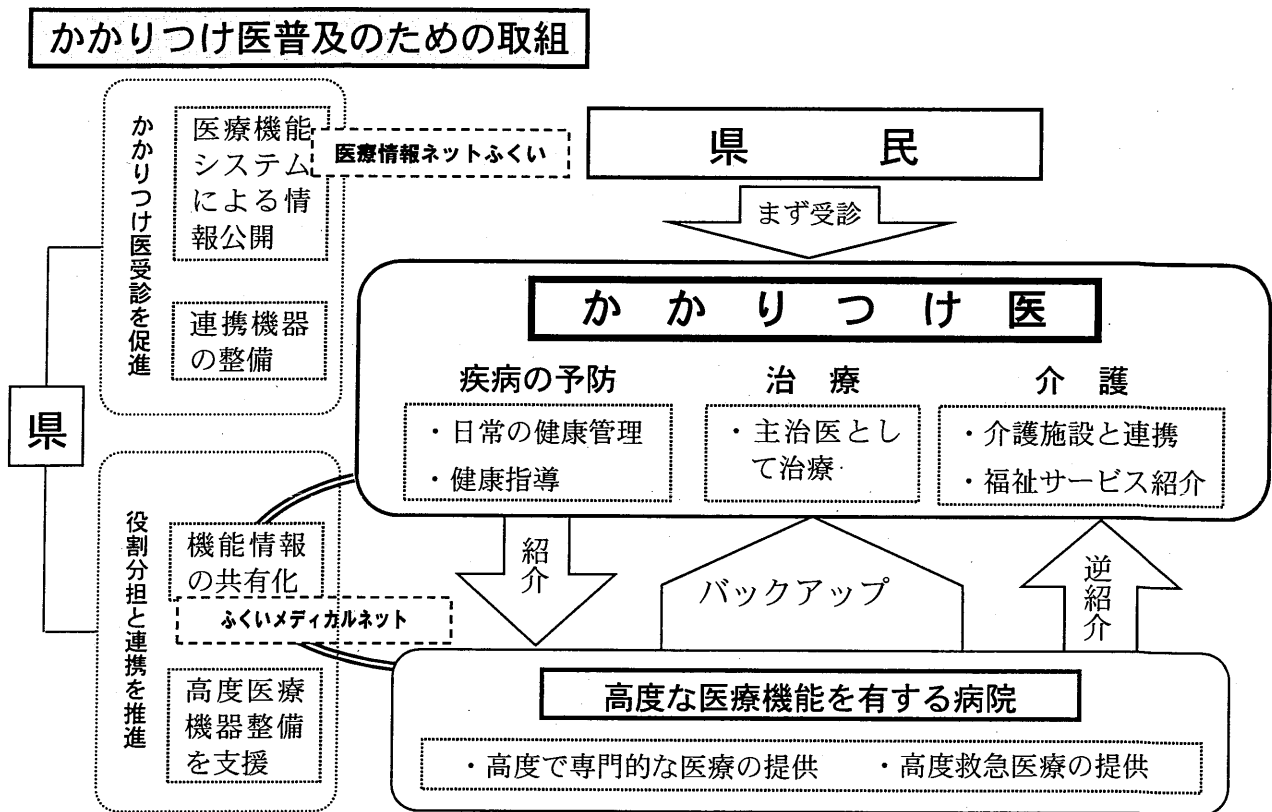 かかりつけ医普及のための取組
県
かかりつけ医受診を促進
医療機能
システム
による情
報公開
医療情報ネットふくい
連携機器
の整備
役割分担と連携を推進
機能情報
の共有化
ふくいメディカルネット
高度医療
機器整備
を支援
県 民
まず受診
かかりつけ医
疾病の予防
・日常の健康管理
・健康指導
治 療
・主治医とし
て治療
介 護
・介護施設と連携
・福祉サービス紹介
紹介
バックアップ
逆紹介
高度な医療機能を有する病院
・高度で専門的な医療の提供 ・高度救急医療の提供